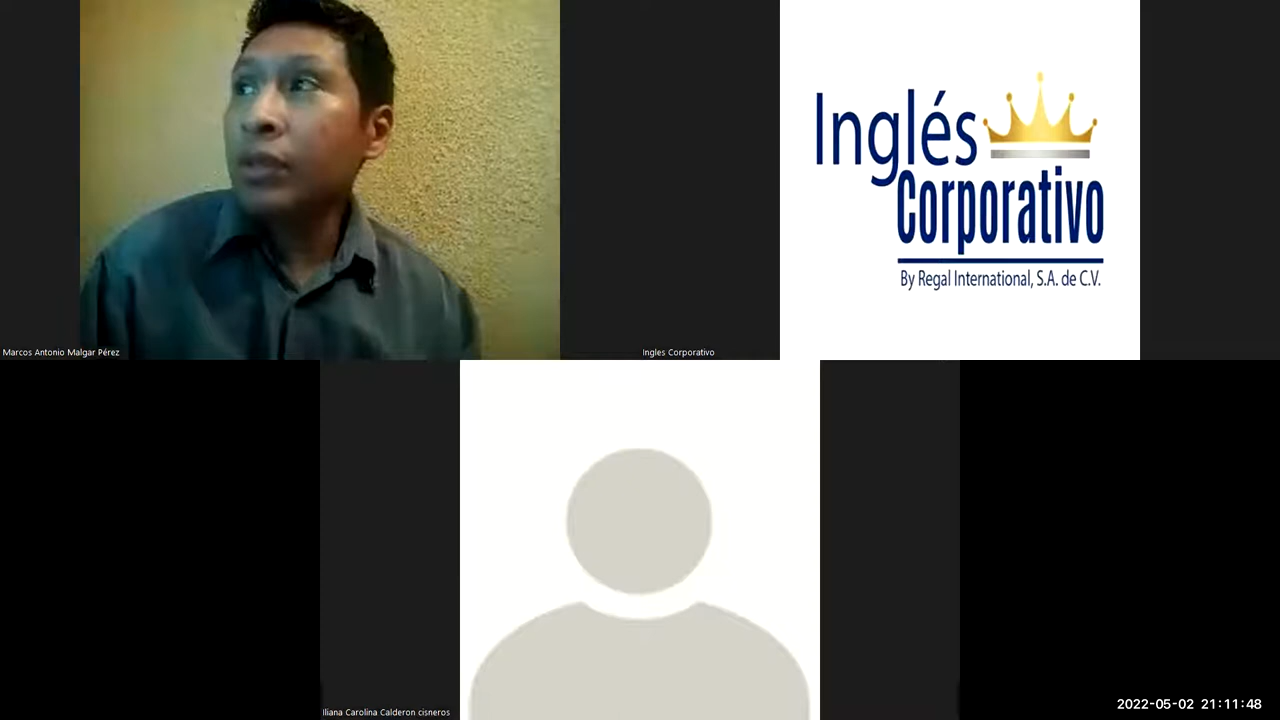 Inglés
Corporativo
By Regal International, S.A. de C.V.
Marcos Antonio Malgar Pérez
Ingles Corporativo
Iliana Carolina Calderon cisneros
2022-05-02 21:11:48